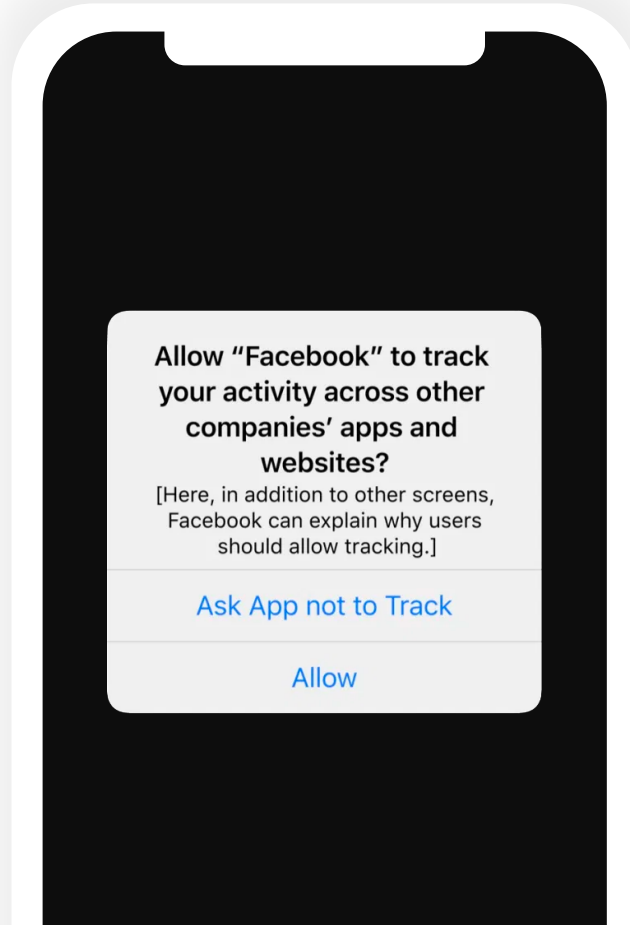 Allow “Facebook” to track
your activity across other
companies’ apps and
websites?
[Here, in addition to other screens,
Facebook can explain why users
should allow tracking.]
Ask App not to Track
Allow